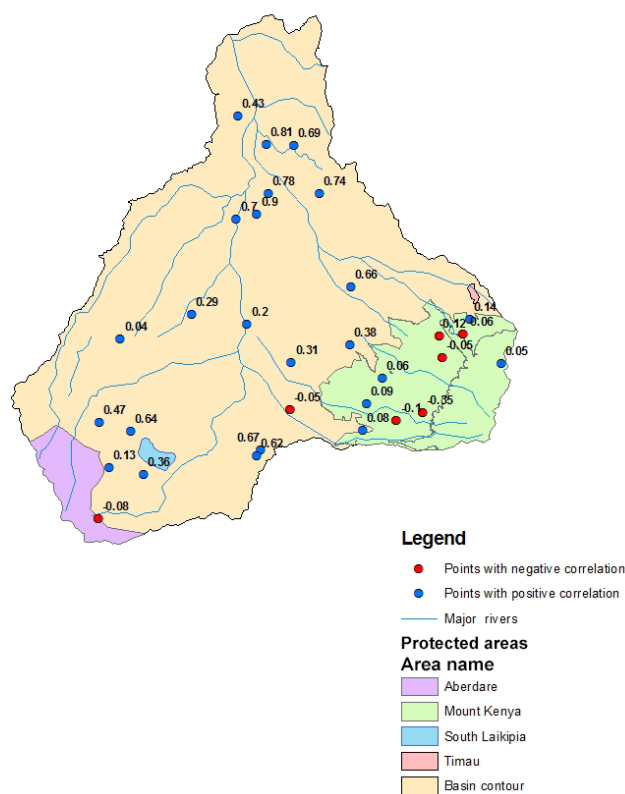 0.43
0.81 0.69
0.78 0.74
0.7 0.9
0.66
0.14
0.29 0.2
-0.12 -0.06
0.04 0.38 -0.05 0.05
0.31
0.06
-0.05 0.09 -0.1 -0.35
0.47 0.64 0.08
0.67 0.62
0.13 0.36
-0.08
Legend
Points with negative correlation
Points with positive correlation
Major rivers
Protected areas
Area name
Aberdare
Mount Kenya
South Laikipia
Timau
Basin contour